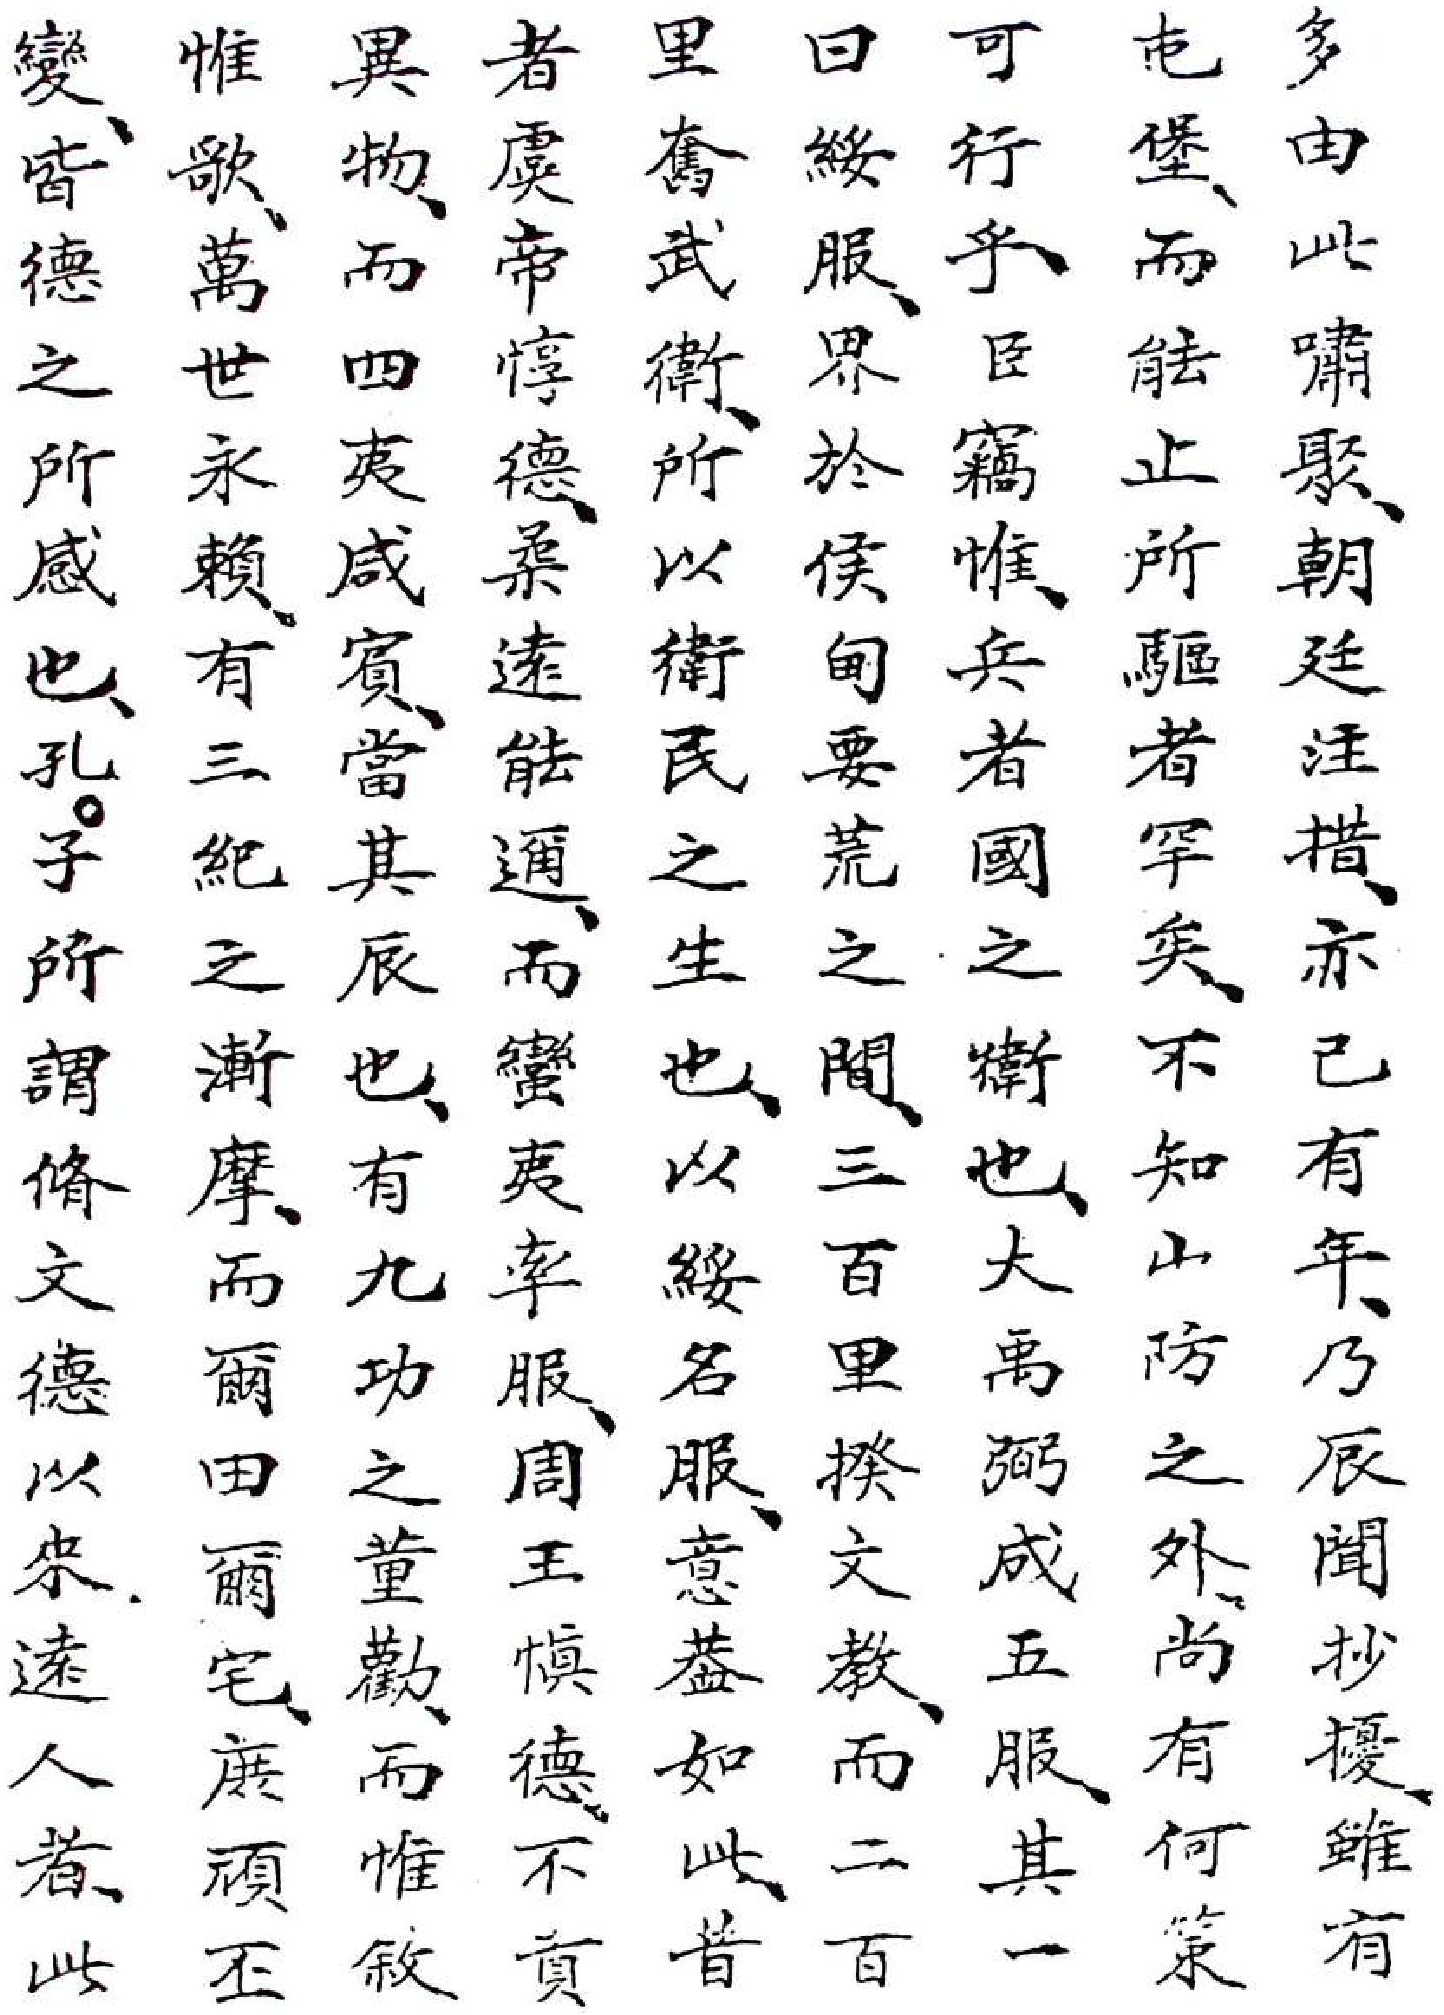 多由此嘯聚、朝廷注措、亦已有年、乃辰聞抄擾、雖有
屯堡、而能止所驅者罕矣、不知山防之外、尚有何策
可行乎、臣竊惟、兵者國之衛也、大禹弼成五服、其一
曰綏服、界於侯甸要荒之間、三百里揆文教、而二百
里奮武衛、所以衛民之生也、以綏名服、意葢如此、昔
者虞帝惇德、柔遠能邇、而蠻夷率服、周王慎德、不貢
異物、而四夷咸賓、當其辰也、有九功之董勸、而惟敘
惟歌、萬世永賴、有三紀之漸摩、而爾田爾宅、庶頑丕
變、皆德之所感也、孔子所謂脩文德以來遠人者、此